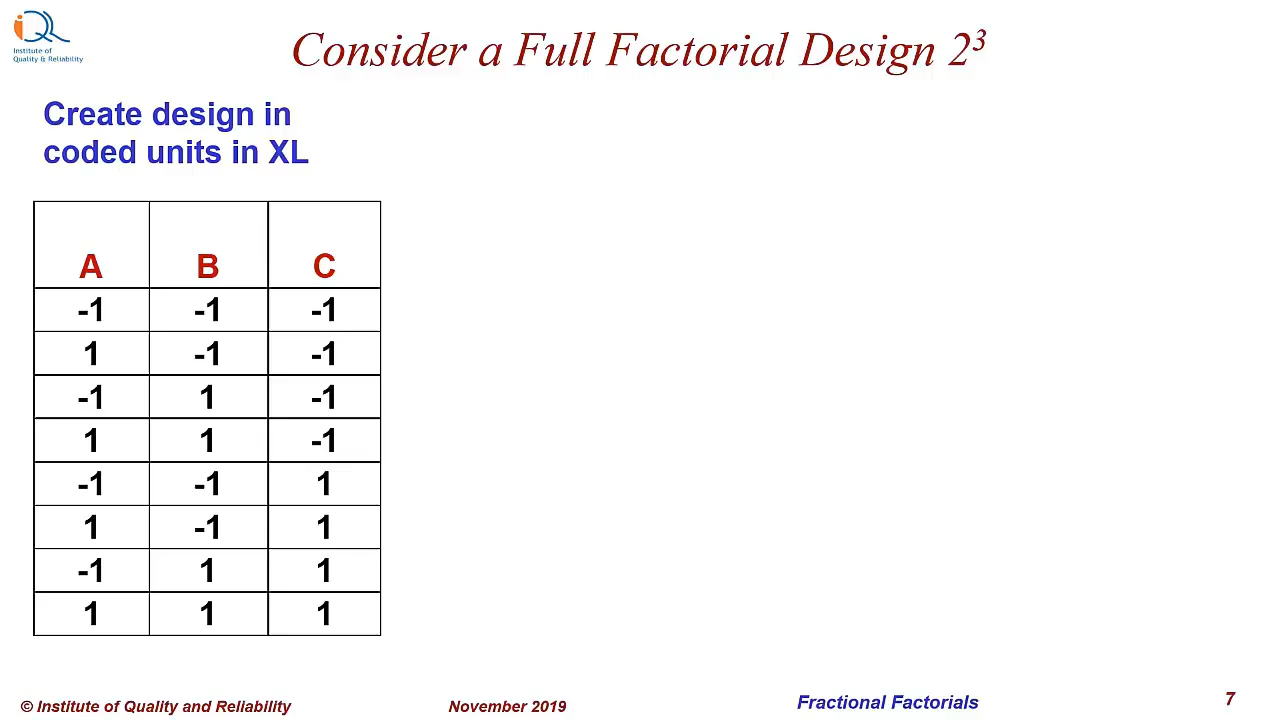 iQR
Institute of
Quality & Reliability
Consider a Full Factorial Design 2³
Create design in
coded units in XL
A B C
-1 -1 -1
1 -1 -1
-1 1 -1
1 1 -1
-1 -1 1
1 -1 1
-1 1 1
1 1 1
© Institute of Quality and Reliability November 2019 Fractional Factorials 7